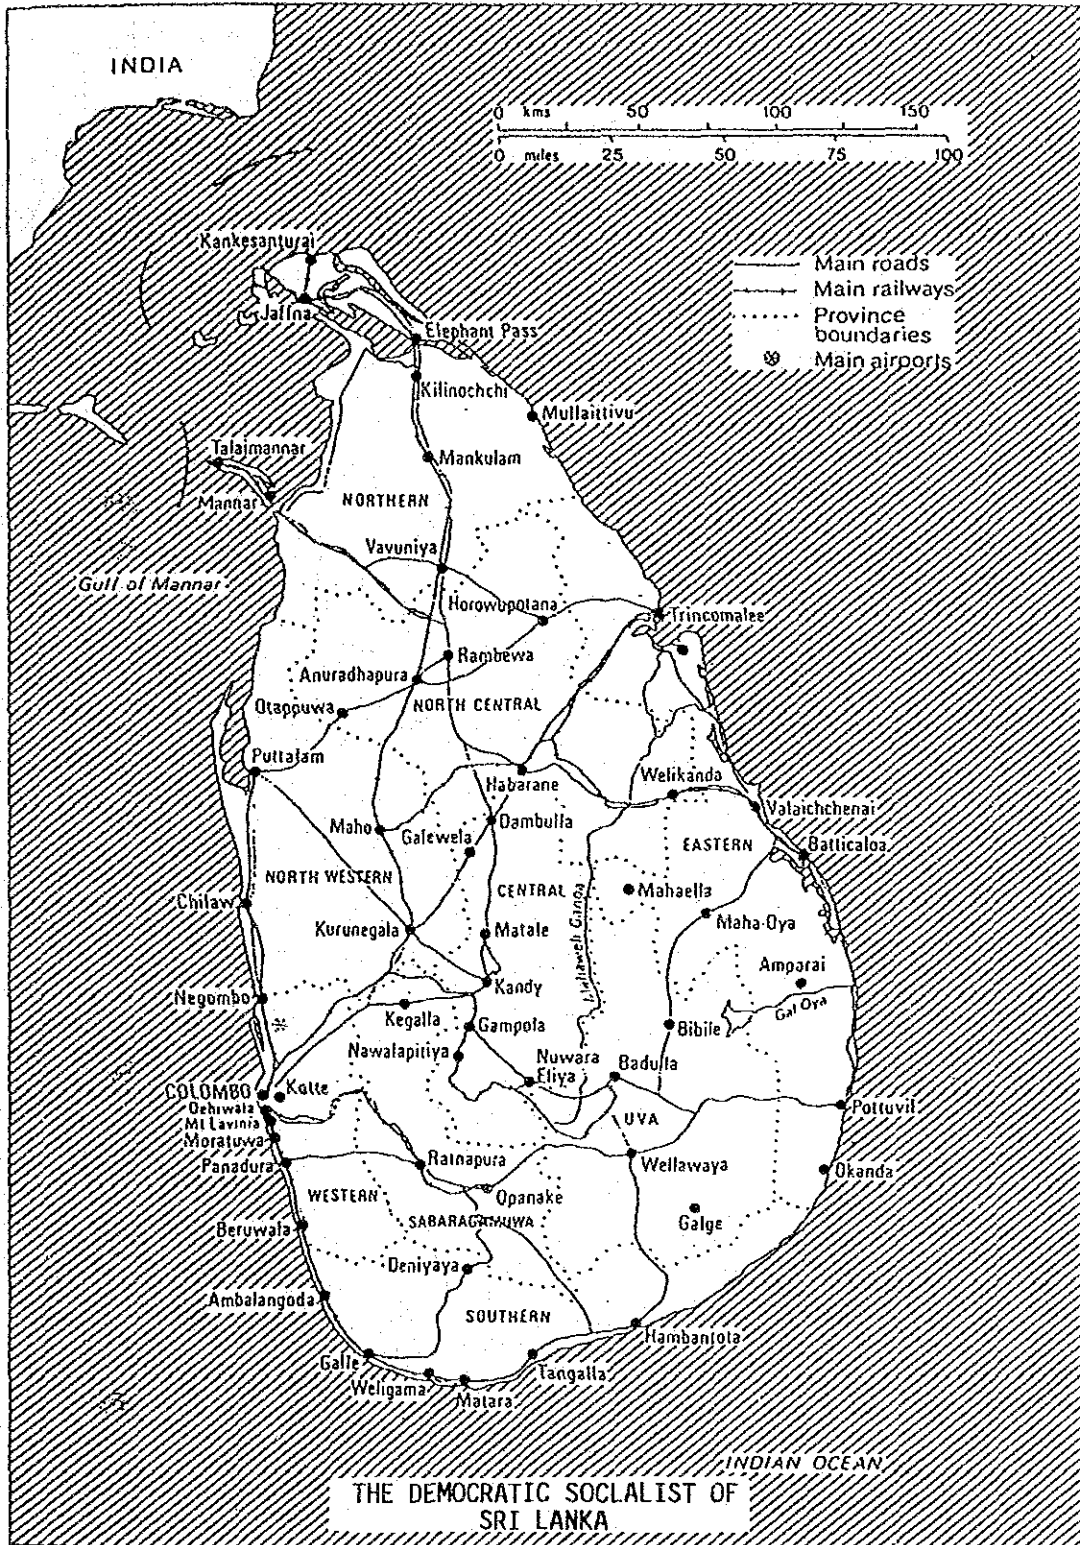 INDIA
0 kms 50 100 150
0 miles 25 50 75 100
Main roads
Main railways
Province
boundaries
Main airports
Kankesanturai
Jaffna
Elephant Pass
Kilinochchi
Mullaittivu
Talaimannar
Mankulam
Mannar
NORTHERN
Vavuniya
Gulf of Mannar
Horowupotana
Trincomalee
Rambewa
Anuradhapura
Otappuwa
NORTH CENTRAL
Puttalam
Habarane
Welikanda
Valaichchenai
Maho
Galewela
Dambulla
EASTERN
Batticaloa
NORTH WESTERN
CENTRAL
Mahaella
Chilaw
Mahaweli Ganga
Maha-Oya
Kurunegala
Matale
Amparai
Kandy
Negombo
Gal Oya
Kegalla
Gampola
Bibile
Nawalapitiya
Nuwara
Eliya
Badulla
COLOMBO
Kotte
Dehiwala
Mt Lavinia
Moratuwa
UVA
Pottuvil
Panadura
Ratnapura
Wellawaya
Okanda
WESTERN
Opanake
Galge
Beruwala
SABARAGAMUWA
Deniyaya
Ambalangoda
SOUTHERN
Hambantota
Galle
Tangalla
Weligama
Matara
INDIAN OCEAN
THE DEMOCRATIC SOCLALIST OF
SRI LANKA